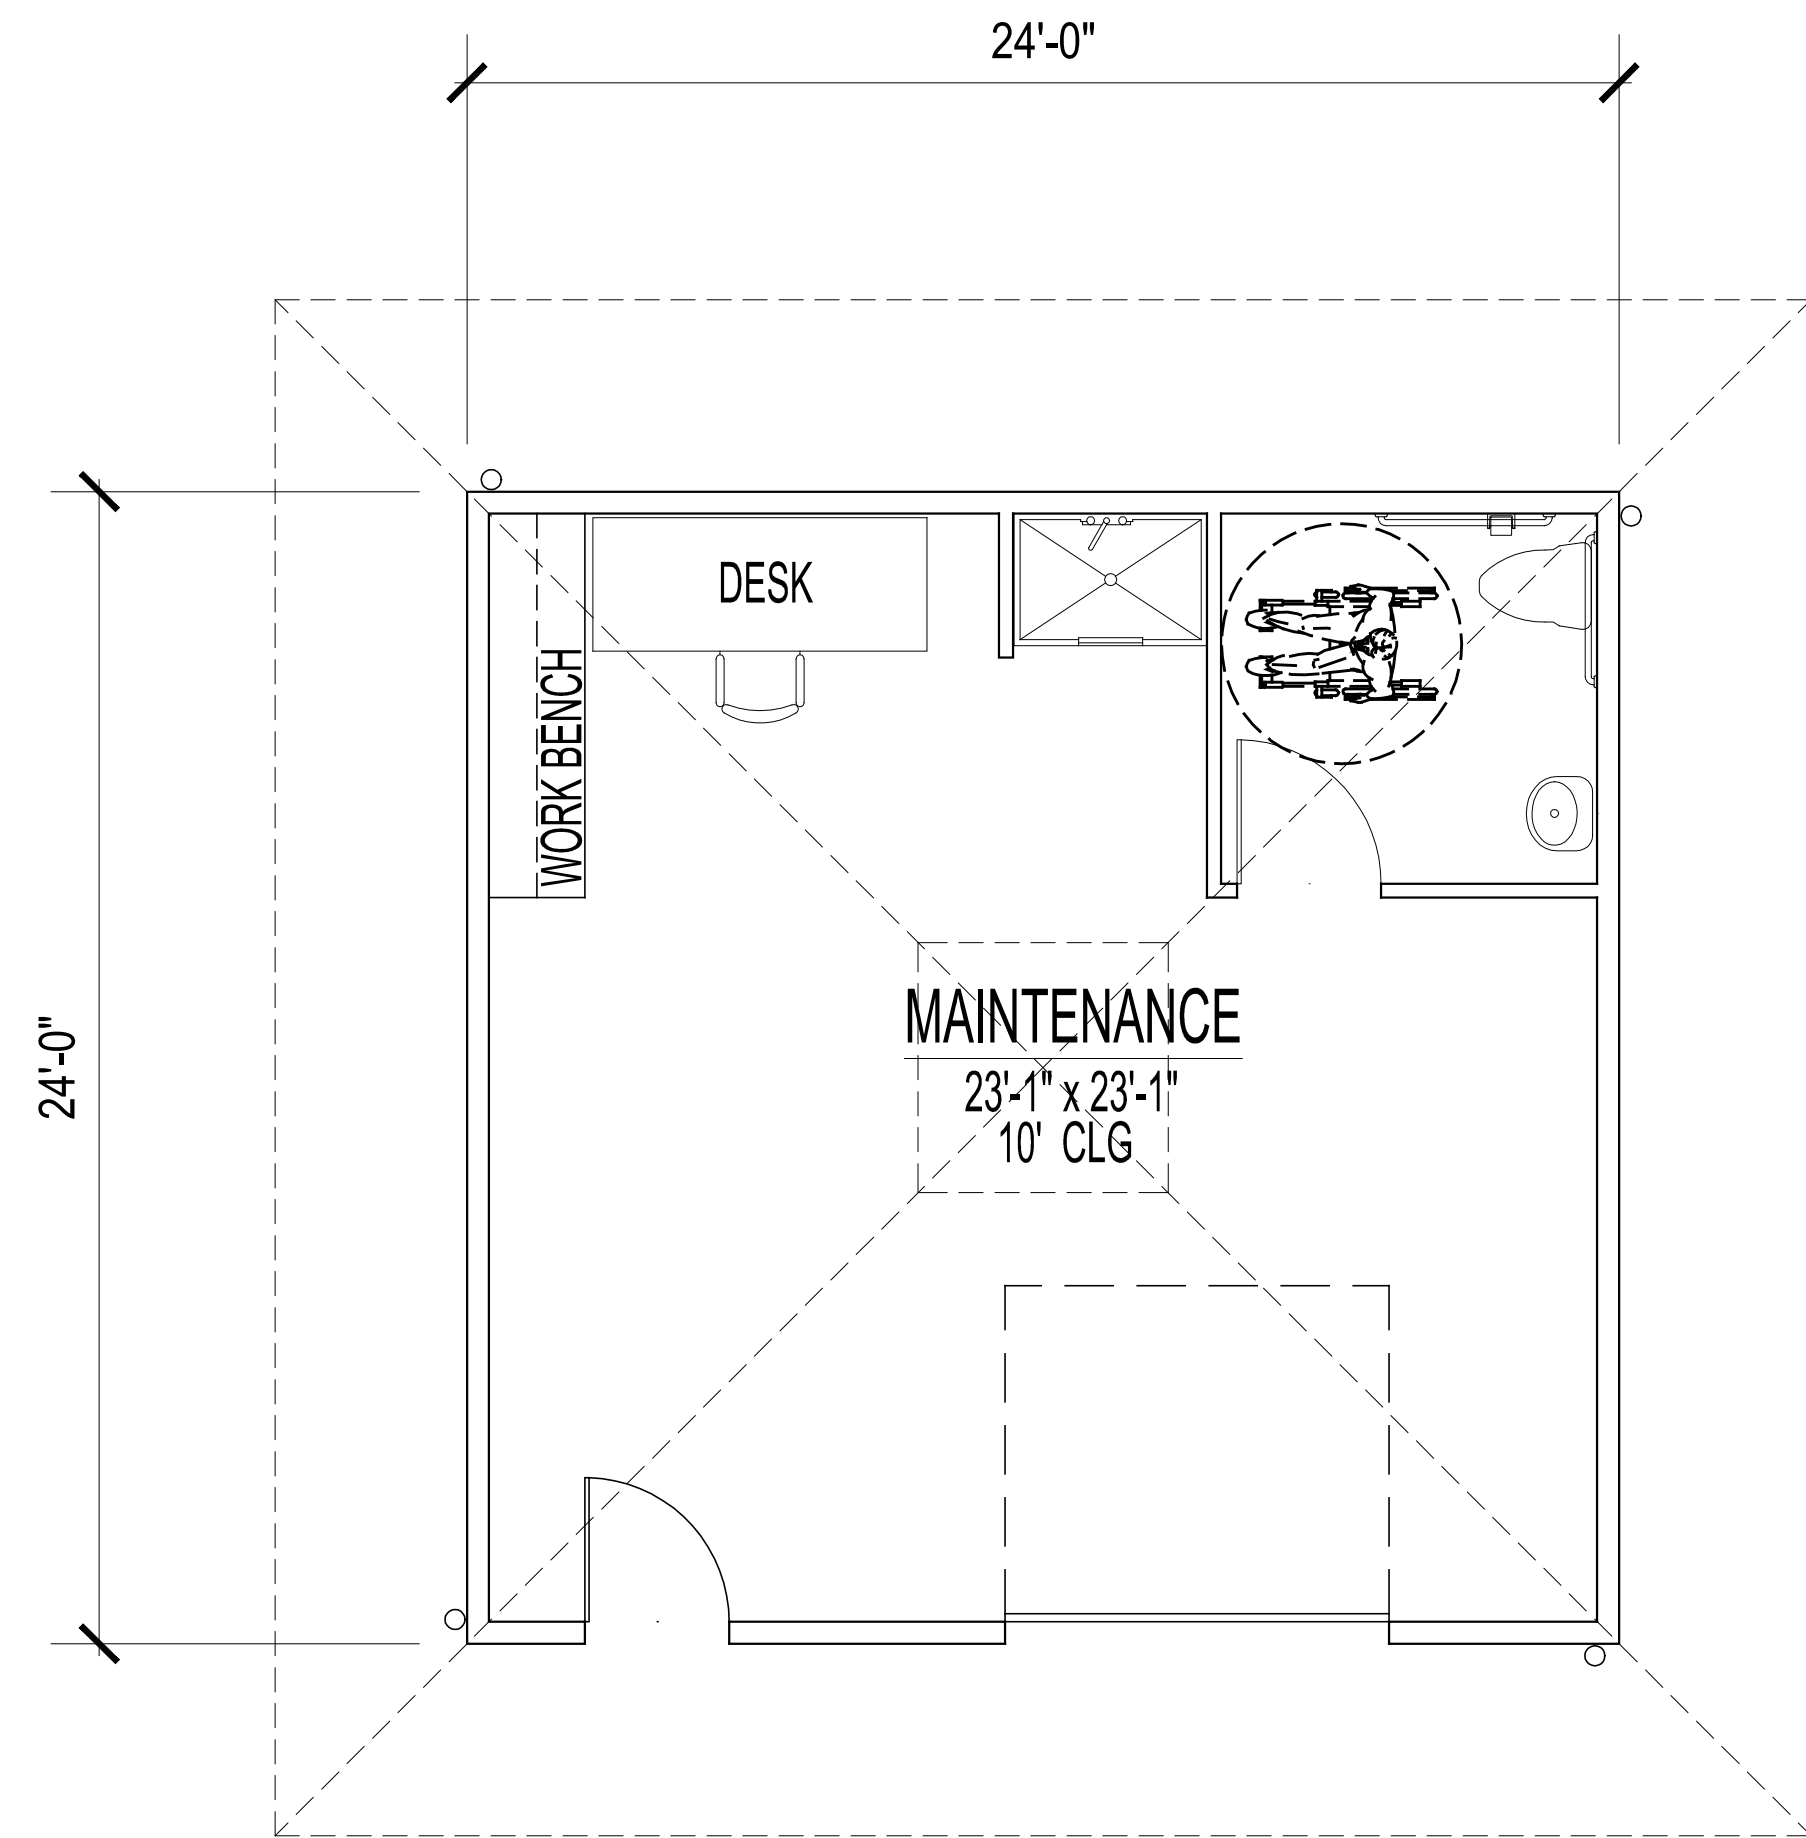 24'-0"
DESK
WORK BENCH
24'-0"
MAINTENANCE
23'-1" x 23'-1"
10' CLG